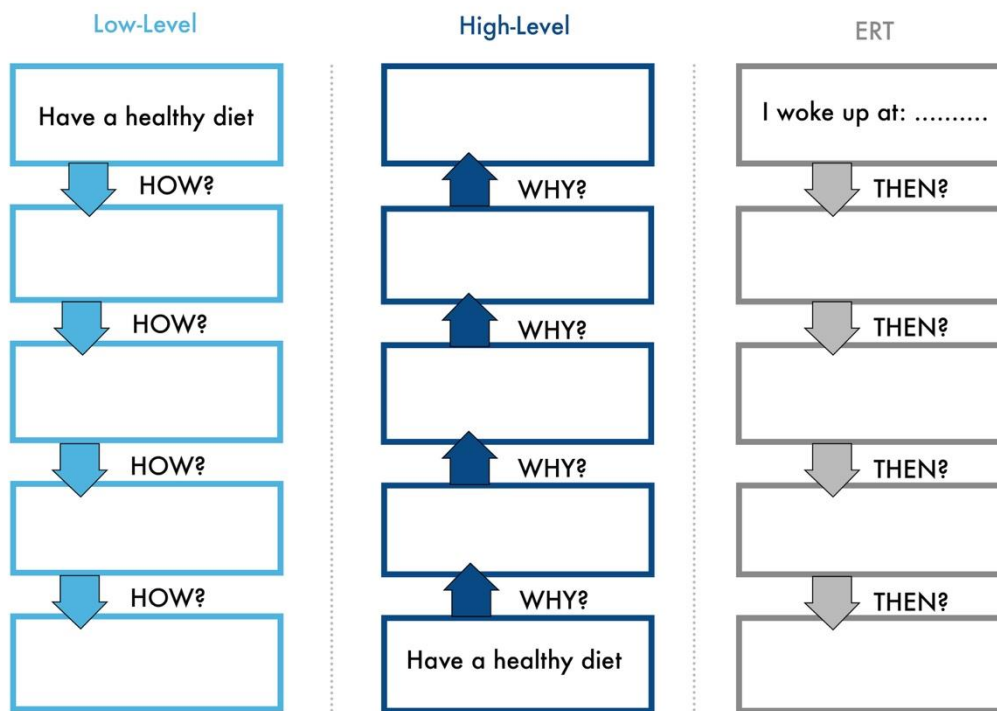 Low-Level
Have a healthy diet
HOW?
HOW?
HOW?
HOW?
High-Level
WHY?
WHY?
WHY?
WHY?
Have a healthy diet
ERT
I woke up at: ..........
THEN?
THEN?
THEN?
THEN?